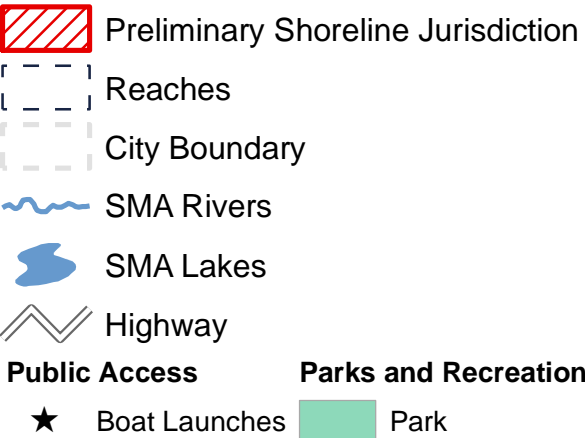 Preliminary Shoreline Jurisdiction
Reaches
City Boundary
SMA Rivers
SMA Lakes
Highway
Public Access Parks and Recreation
Boat Launches Park